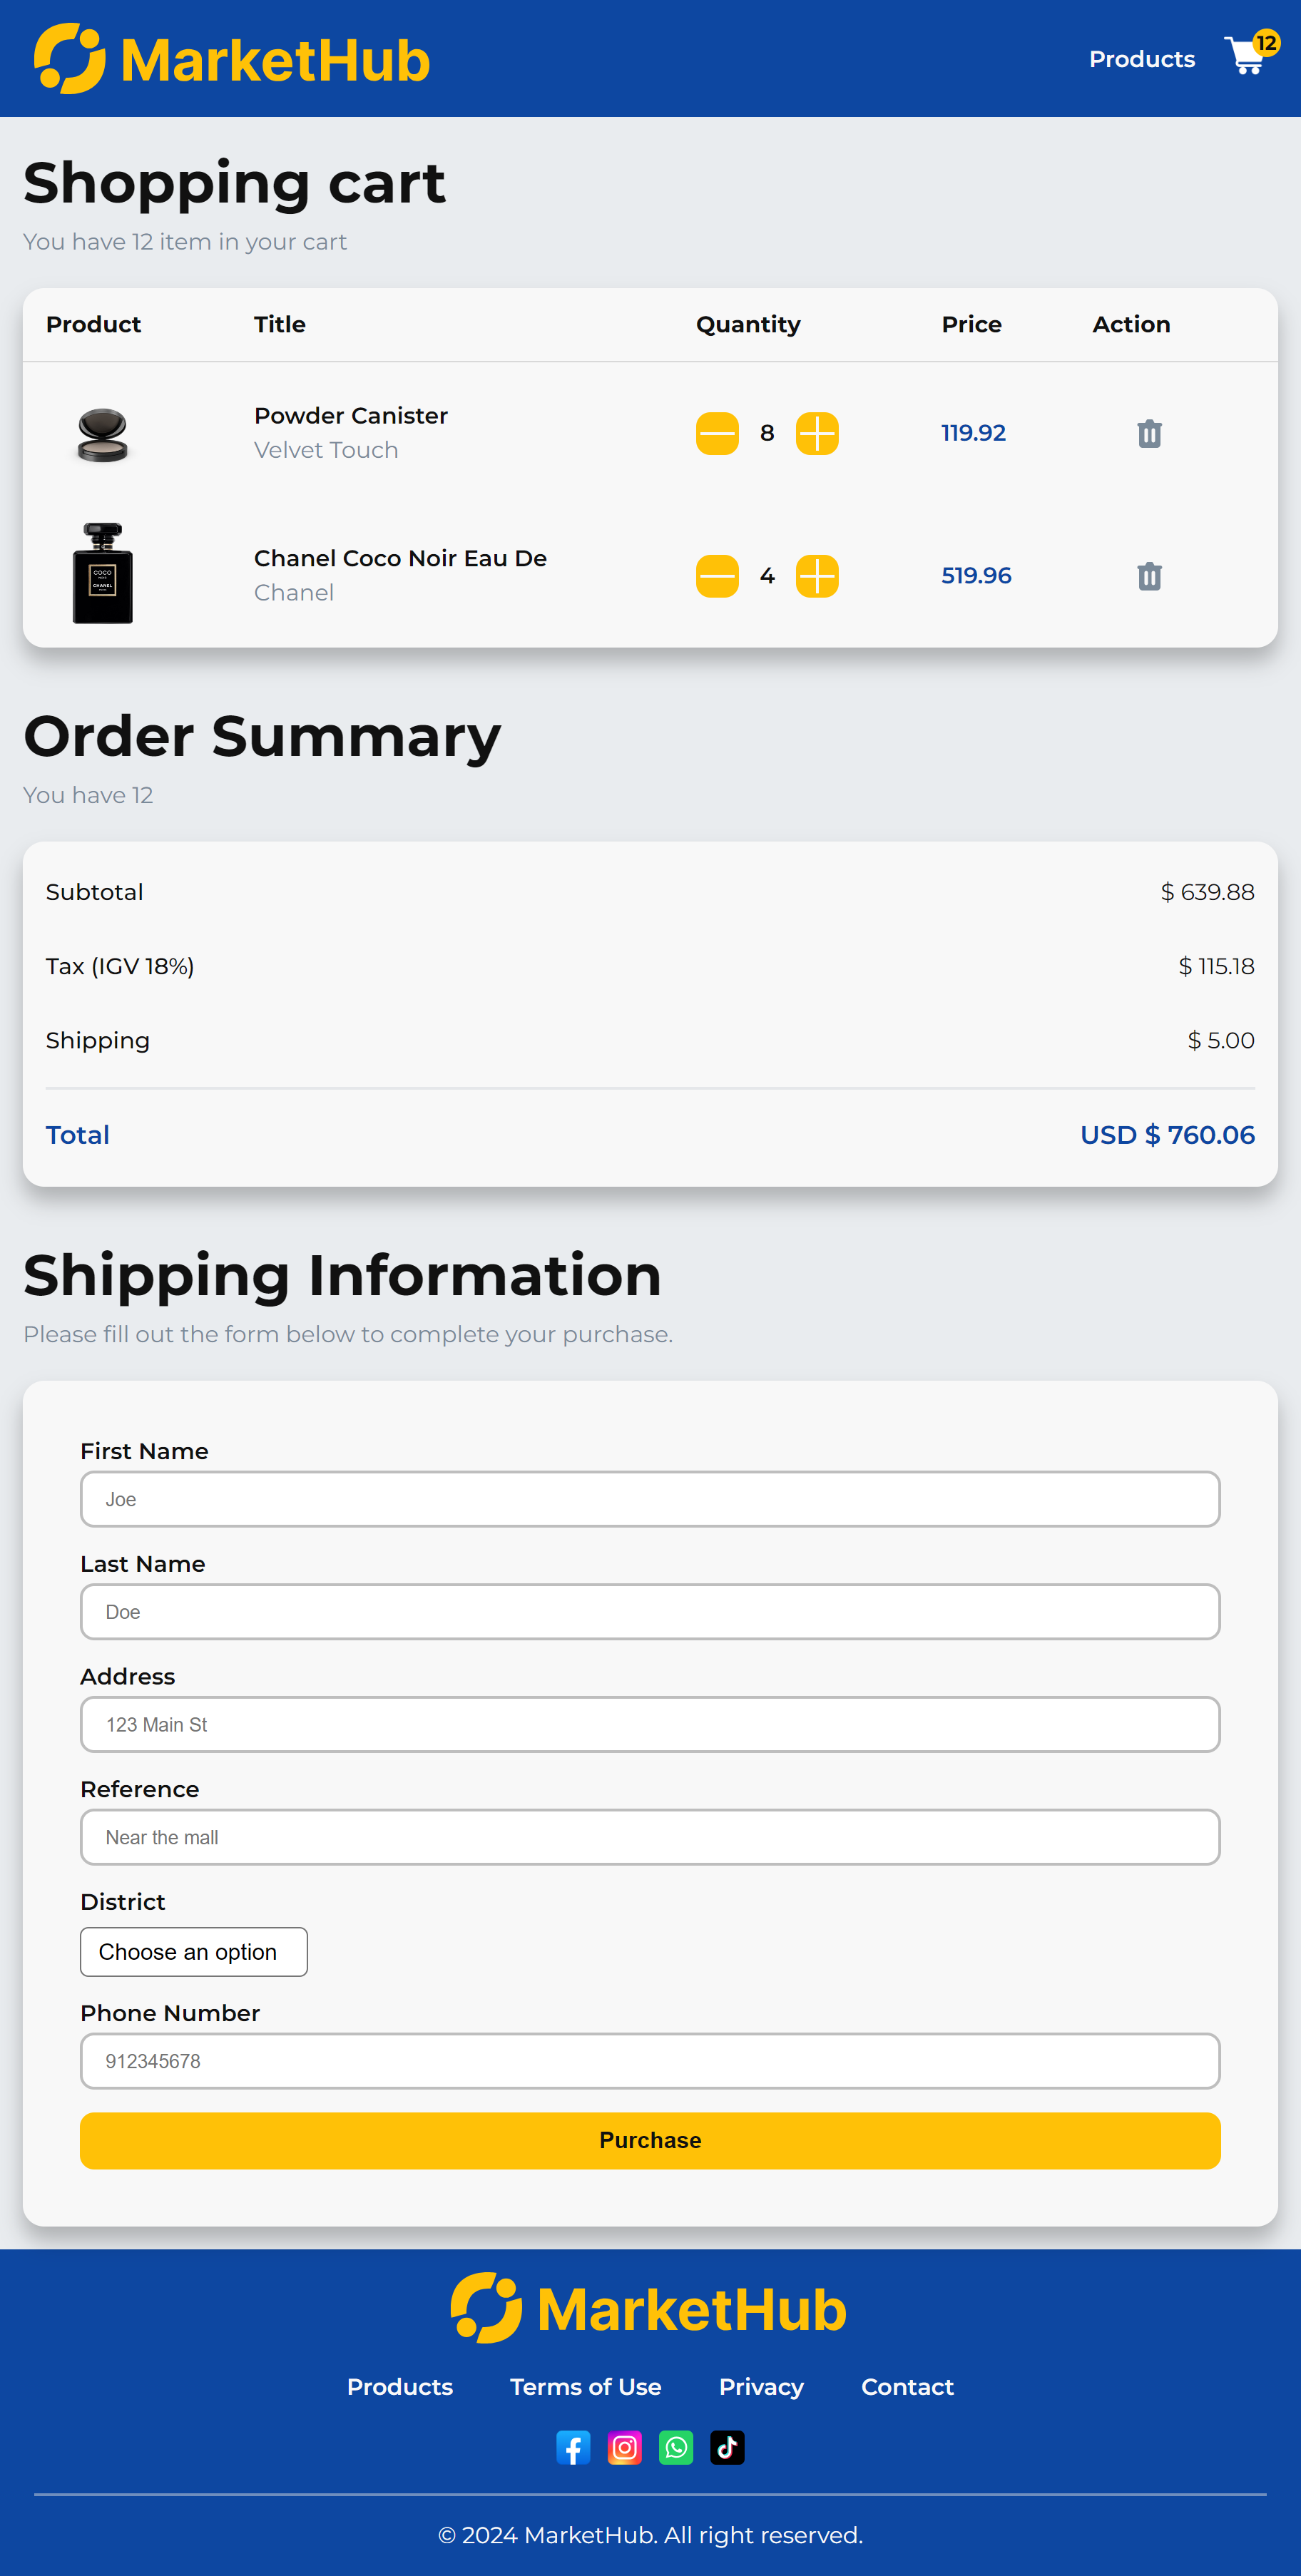 MarketHub
Products
12
Shopping cart
You have 12 item in your cart
Product Title Quantity Price Action
Powder Canister
Velvet Touch
8
119.92
COCO
NOIR
CHANEL
Chanel Coco Noir Eau De
Chanel
4
519.96
Order Summary
You have 12
Subtotal $ 639.88
Tax (IGV 18%) $ 115.18
Shipping $ 5.00
Total USD $ 760.06
Shipping Information
Please fill out the form below to complete your purchase.
First Name
Joe
Last Name
Doe
Address
123 Main St
Reference
Near the mall
District
Choose an option
Phone Number
912345678
Purchase
MarketHub
Products Terms of Use Privacy Contact
© 2024 MarketHub. All right reserved.